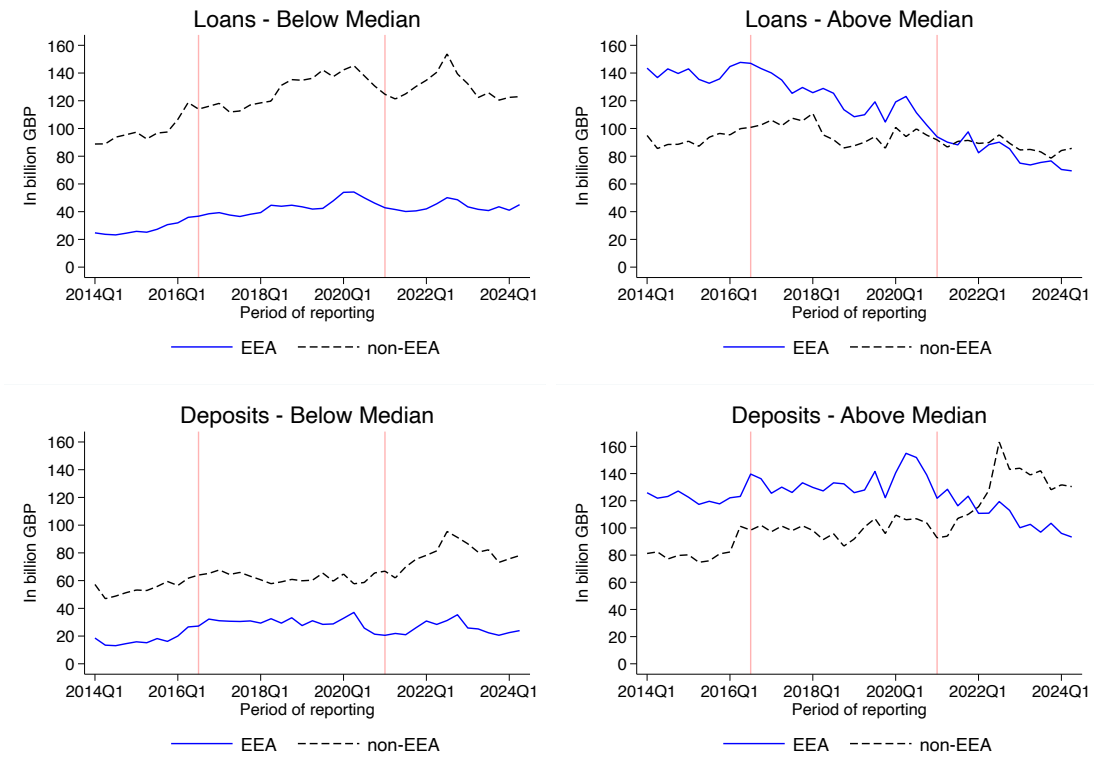 Loans - Below Median
In billion GBP
160
140
120
100
80
60
40
20
0
2014Q1 2016Q1 2018Q1 2020Q1 2022Q1 2024Q1
Period of reporting
EEA non-EEA
Loans - Above Median
In billion GBP
160
140
120
100
80
60
40
20
0
2014Q1 2016Q1 2018Q1 2020Q1 2022Q1 2024Q1
Period of reporting
EEA non-EEA
Deposits - Below Median
In billion GBP
160
140
120
100
80
60
40
20
0
2014Q1 2016Q1 2018Q1 2020Q1 2022Q1 2024Q1
Period of reporting
EEA non-EEA
Deposits - Above Median
In billion GBP
160
140
120
100
80
60
40
20
0
2014Q1 2016Q1 2018Q1 2020Q1 2022Q1 2024Q1
Period of reporting
EEA non-EEA